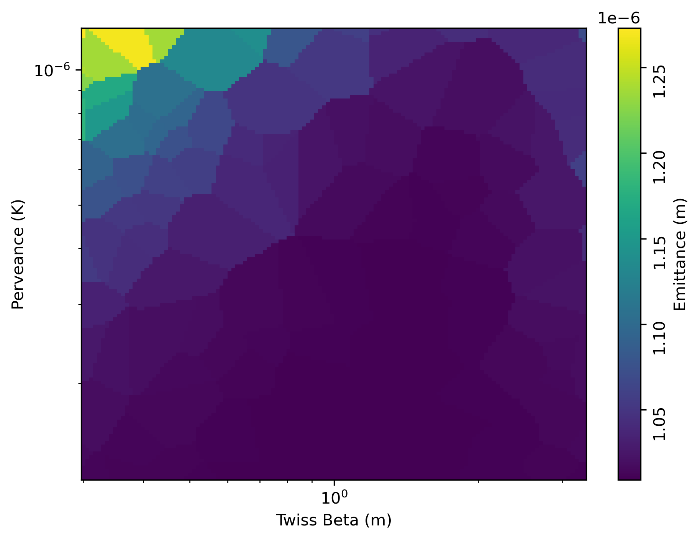 1e−6
10⁻⁶
1.25
1.20
1.15
1.10
1.05
Perveance (K)
Emittance (m)
10⁰
Twiss Beta (m)